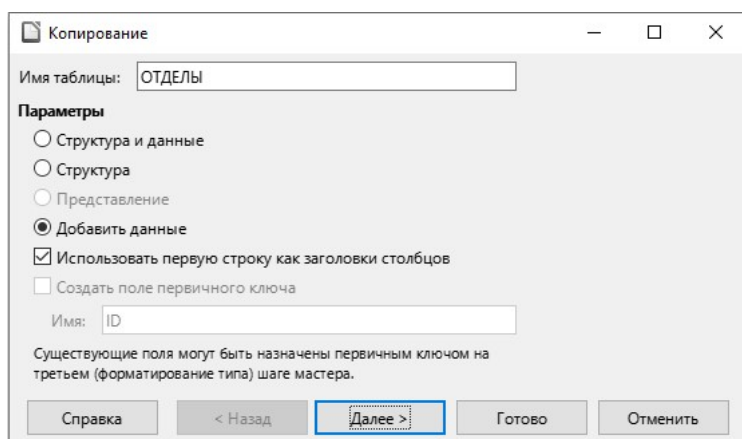 Копирование
Имя таблицы: ОТДЕЛЫ
Параметры
Структура и данные
Структура
Представление
Добавить данные
Использовать первую строку как заголовки столбцов
Создать поле первичного ключа
Имя: ID
Существующие поля могут быть назначены первичным ключом на
третьем (форматирование типа) шаге мастера.
Справка < Назад Далее > Готово Отменить